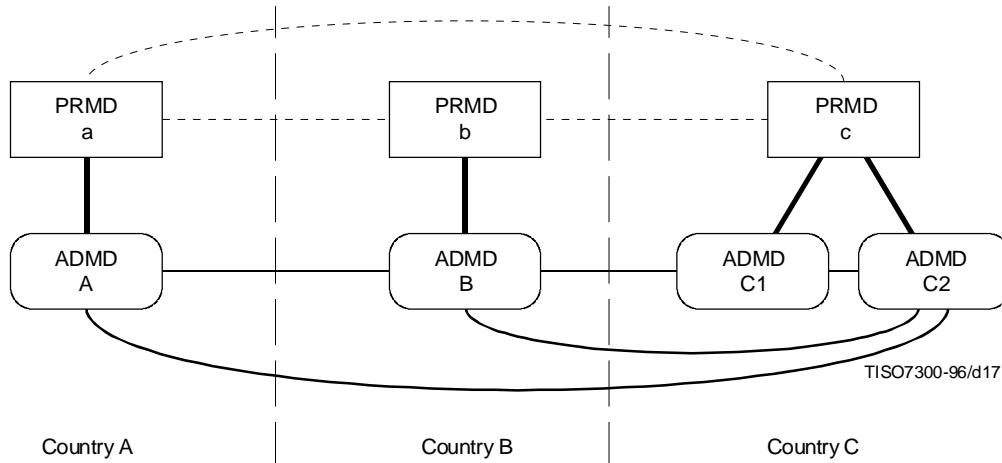 PRMD
a
PRMD
b
PRMD
c
ADMD
A
ADMD
B
ADMD
C1
ADMD
C2
TISO7300-96/d17
Country A
Country B
Country C